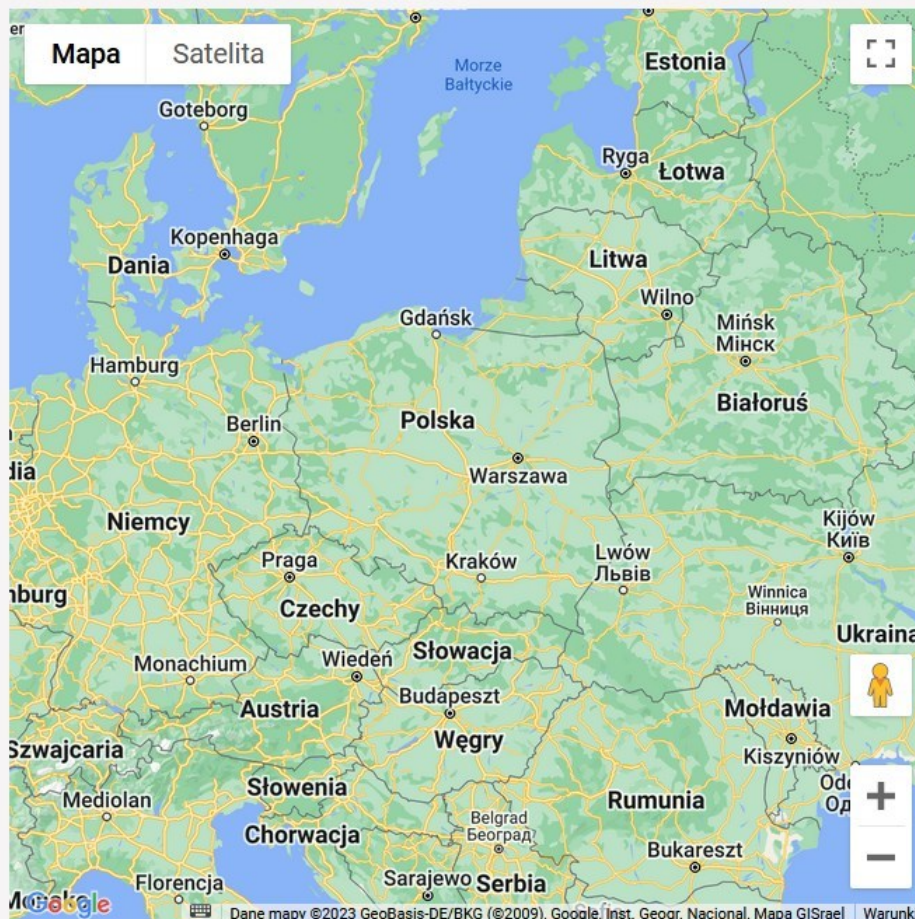 Mapa
Satelita
Morze
Bałtyckie
Estonia
Goteborg
Ryga
Łotwa
Kopenhaga
Dania
Litwa
Wilno
Gdańsk
Mińsk
Мінск
Hamburg
Białoruś
Polska
Berlin
Warszawa
Niemcy
Kijów
Київ
Praga
Kraków
Lwów
Львів
Czechy
Winnica
Вінниця
Ukraina
Słowacja
Wiedeń
Monachium
Budapeszt
Austria
Mołdawia
Węgry
Szwajcaria
Kiszyniów
Słowenia
Mediolan
Rumunia
Belgrad
Београд
Chorwacja
Bukareszt
Sarajewo
Serbia
Florencja
Google
Dane mapy ©2023 GeoBasis-DE/BKG (©2009), Google, Inst. Geogr. Nacional, Mapa GISrael